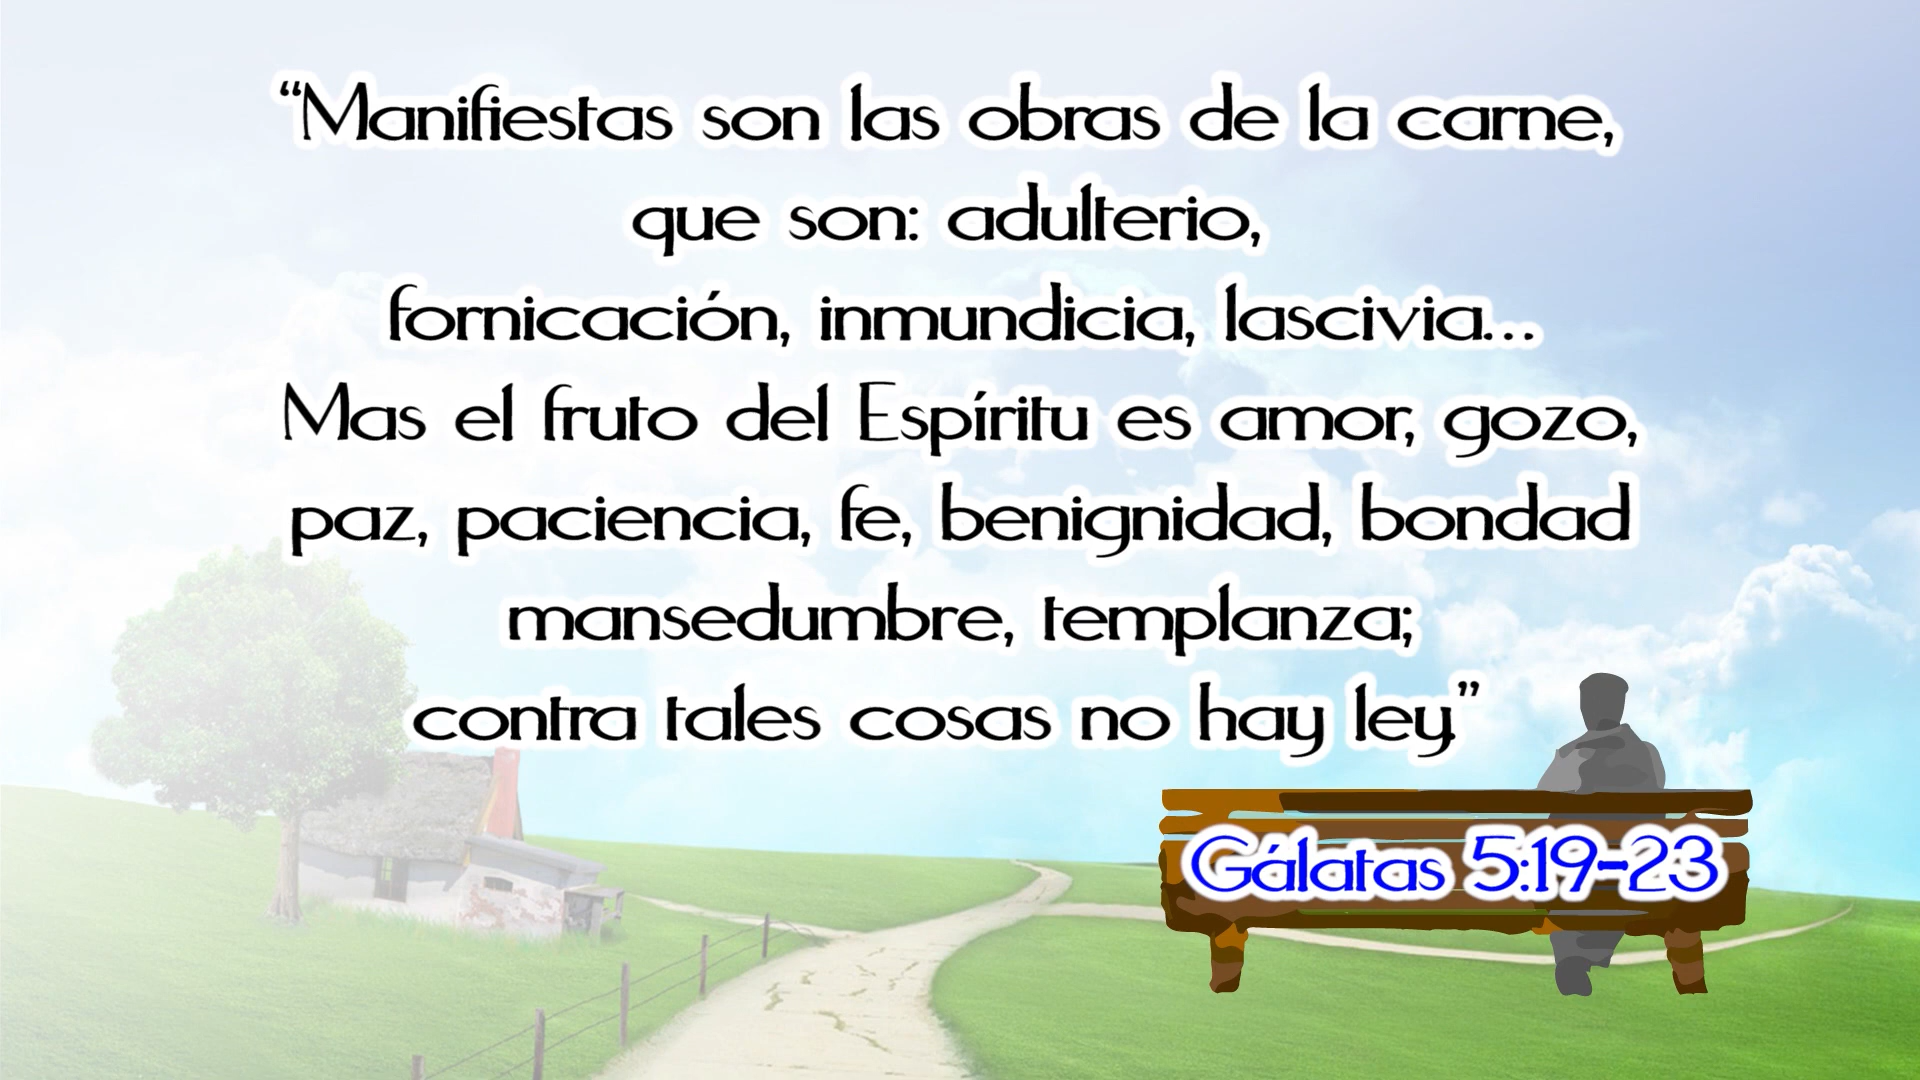 “Manifiestas son las obras de la carne,
que son: adulterio,
fornicación, inmundicia, lascivia...
Mas el fruto del Espíritu es amor, gozo,
paz, paciencia, fe, benignidad, bondad
mansedumbre, templanza;
contra tales cosas no hay ley.”
Gálatas 5:19-23